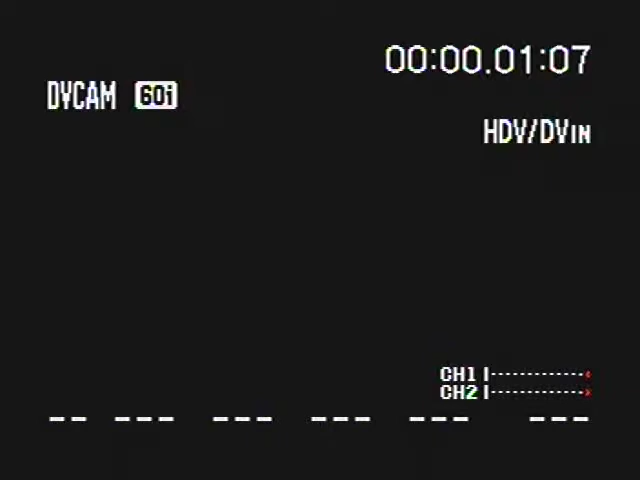 00:00.01:07
DVCAM 60i
HDV/DVIN
CH1
CH2
-- --- --- --- --- ---